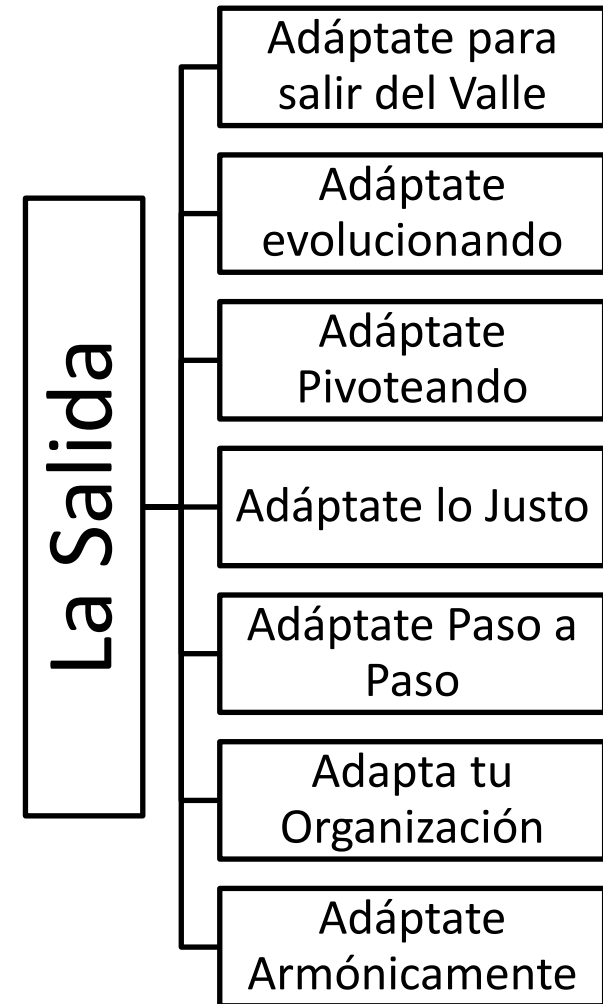 La Salida
Adáptate para
salir del Valle
Adáptate
evolucionando
Adáptate
Pivoteando
Adáptate lo Justo
Adáptate Paso a
Paso
Adapta tu
Organización
Adáptate
Armónicamente